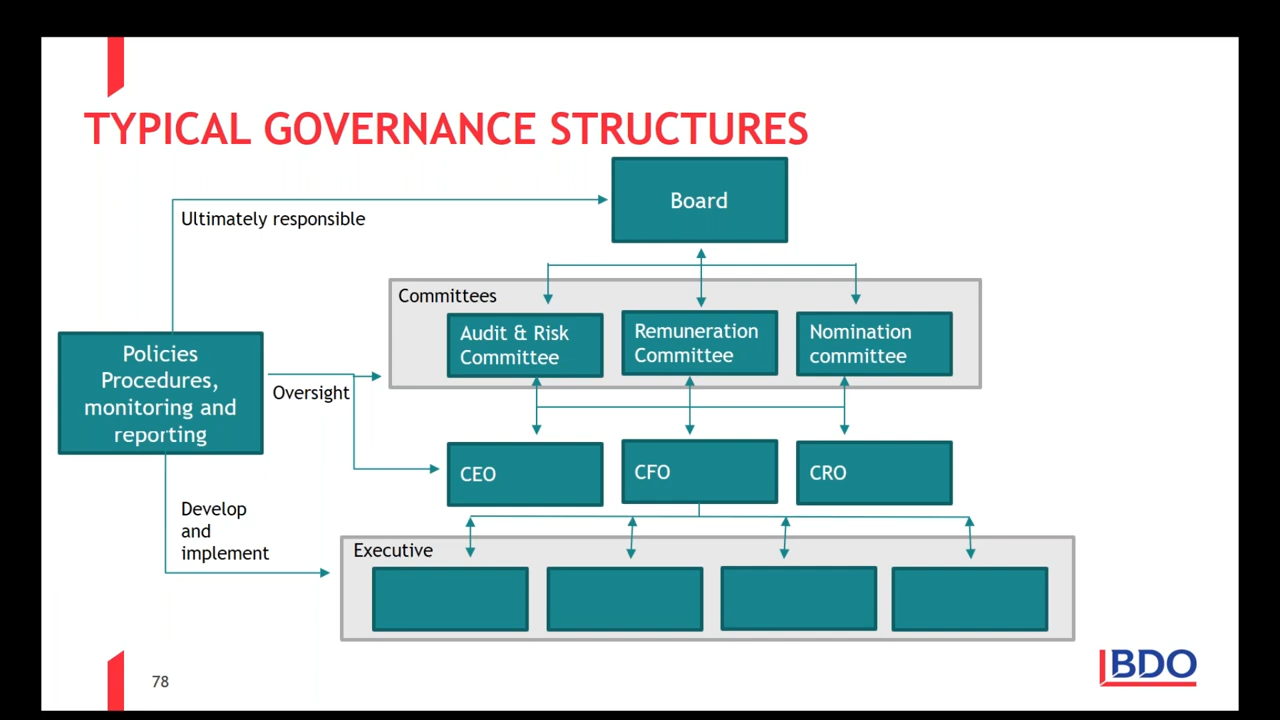 TYPICAL GOVERNANCE STRUCTURES
Board
Ultimately responsible
Committees
Audit & Risk
Committee
Remuneration
Committee
Nomination
committee
Policies
Procedures,
monitoring and
reporting
Oversight
CEO
CFO
CRO
Develop
and
implement
Executive
78
BDO